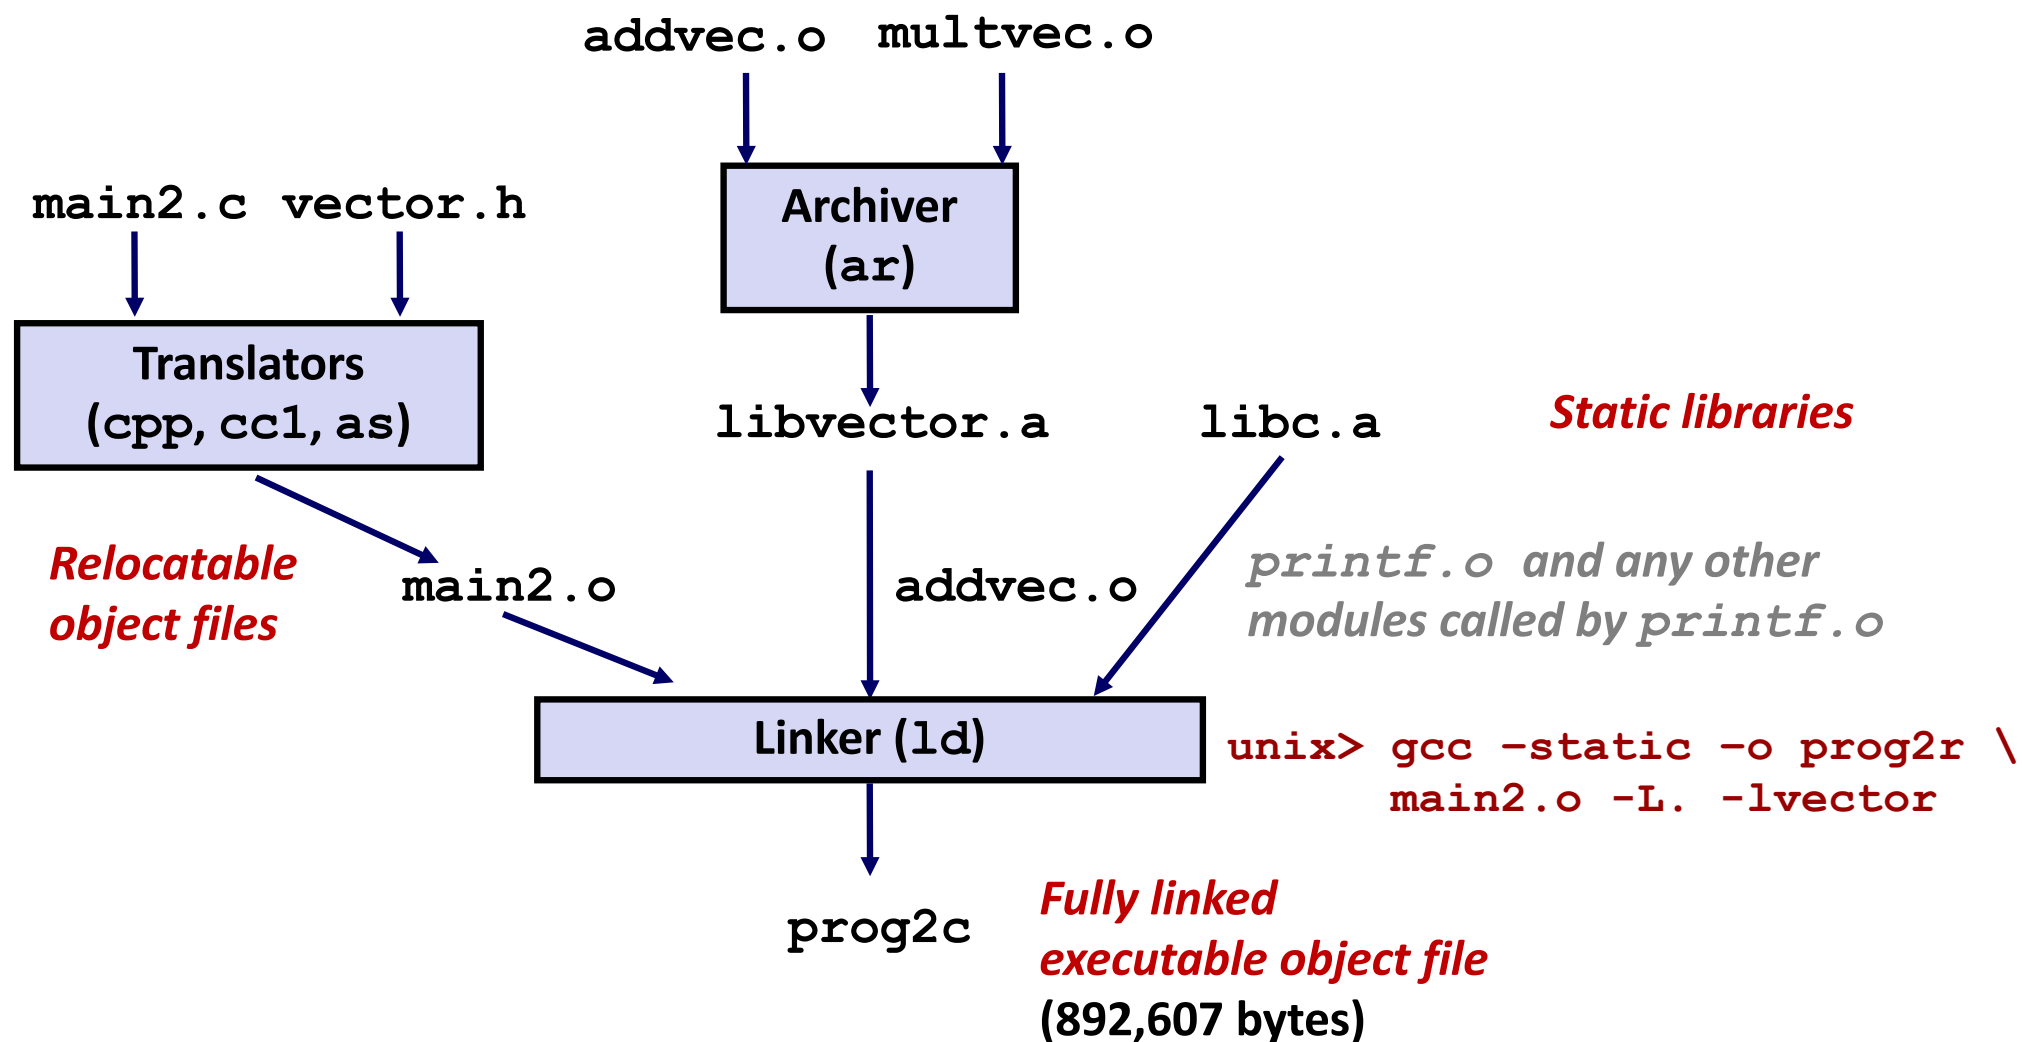 addvec.o multvec.o
main2.c vector.h
Archiver
(ar)
Translators
(cpp, cc1, as)
libvector.a
libc.a
Static libraries
Relocatable
object files
main2.o
addvec.o
printf.o and any other
modules called by printf.o
Linker (ld)
unix> gcc –static –o prog2r \
main2.o -L. -lvector
prog2c
Fully linked
executable object file
(892,607 bytes)